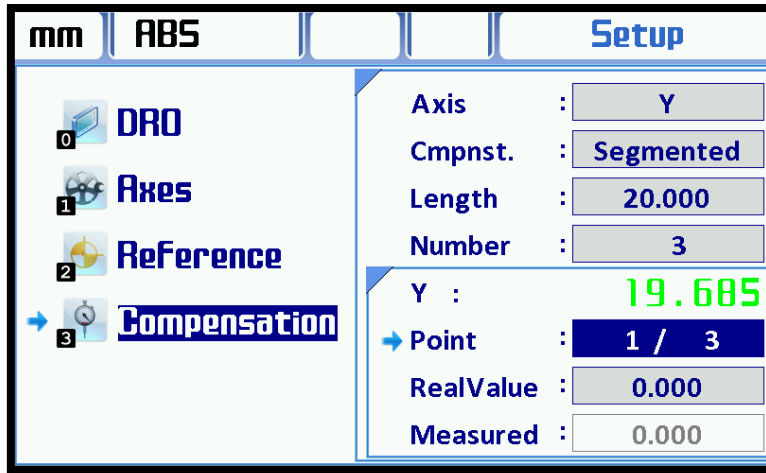 mm ABS Setup
0 DRO
1 Axes
2 Reference
3 Compensation
Axis : Y
Cmpnst. : Segmented
Length : 20.000
Number : 3
Y : 19.685
Point : 1 / 3
RealValue : 0.000
Measured : 0.000